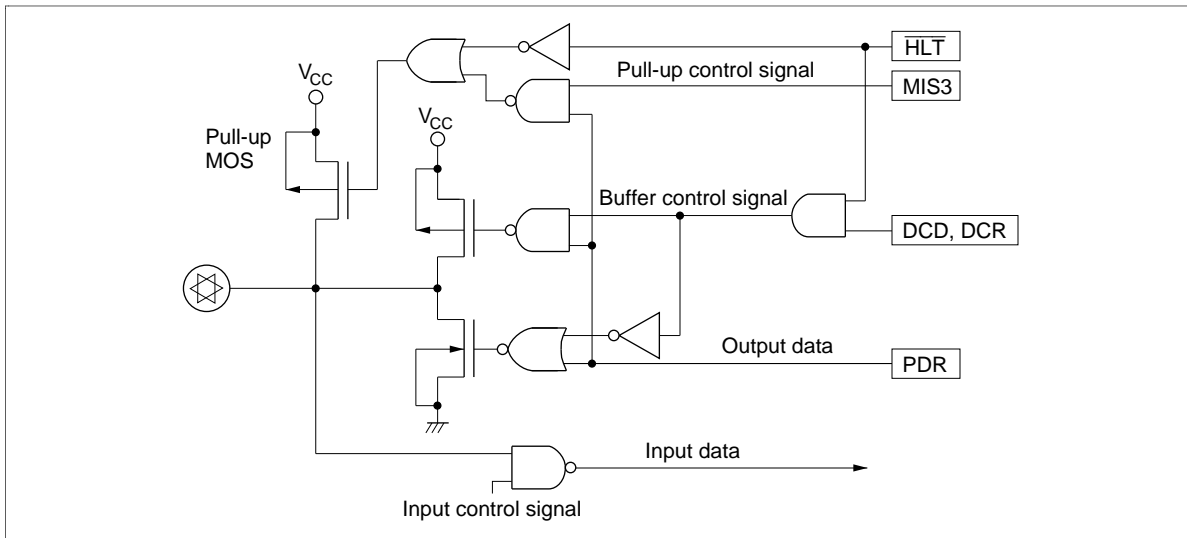 HLT
Pull-up control signal
MIS3
VCC
VCC
Pull-up
MOS
Buffer control signal
DCD, DCR
Output data
PDR
Input data
Input control signal